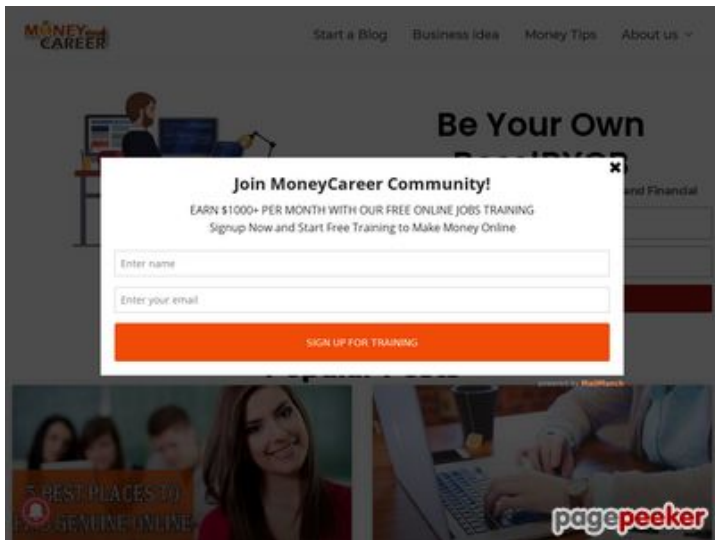 MONEY and
CAREER
Start a Blog Business Idea Money Tips About us
Be Your Own
and Financial
Join MoneyCareer Community!
EARN $1000+ PER MONTH WITH OUR FREE ONLINE JOBS TRAINING
Signup Now and Start Free Training to Make Money Online
Enter name
Enter your email
SIGN UP FOR TRAINING
powered by MailMunch
Popular Posts
5 BEST PLACES TO
GENUINE ONLINE
pagepeeker